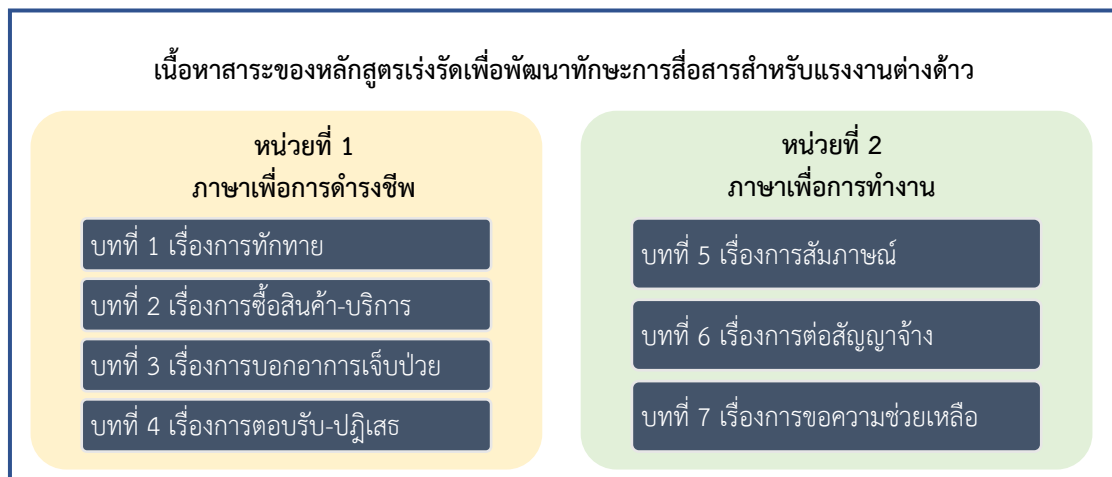 เนื้อหาสาระของหลักสูตรเร่งรัดเพื่อพัฒนาทักษะการสื่อสารสำหรับแรงงานต่างด้าว
หน่วยที่ 1
ภาษาเพื่อการดำรงชีพ
บทที่ 1 เรื่องการทักทาย
บทที่ 2 เรื่องการซื้อสินค้า-บริการ
บทที่ 3 เรื่องการบอกอาการเจ็บป่วย
บทที่ 4 เรื่องการตอบรับ-ปฏิเสธ
หน่วยที่ 2
ภาษาเพื่อการทำงาน
บทที่ 5 เรื่องการสัมภาษณ์
บทที่ 6 เรื่องการต่อสัญญาจ้าง
บทที่ 7 เรื่องการขอความช่วยเหลือ